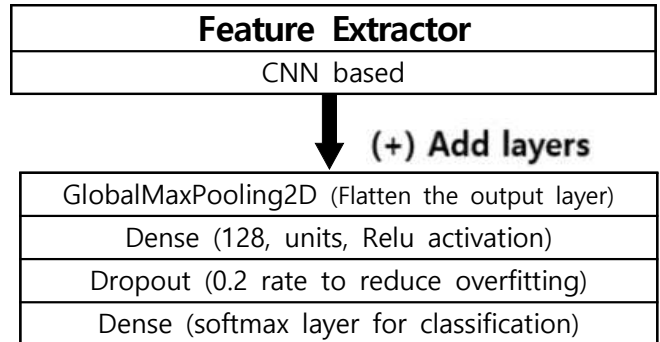 Feature Extractor
CNN based
(+) Add layers
GlobalMaxPooling2D (Flatten the output layer)
Dense (128, units, Relu activation)
Dropout (0.2 rate to reduce overfitting)
Dense (softmax layer for classification)